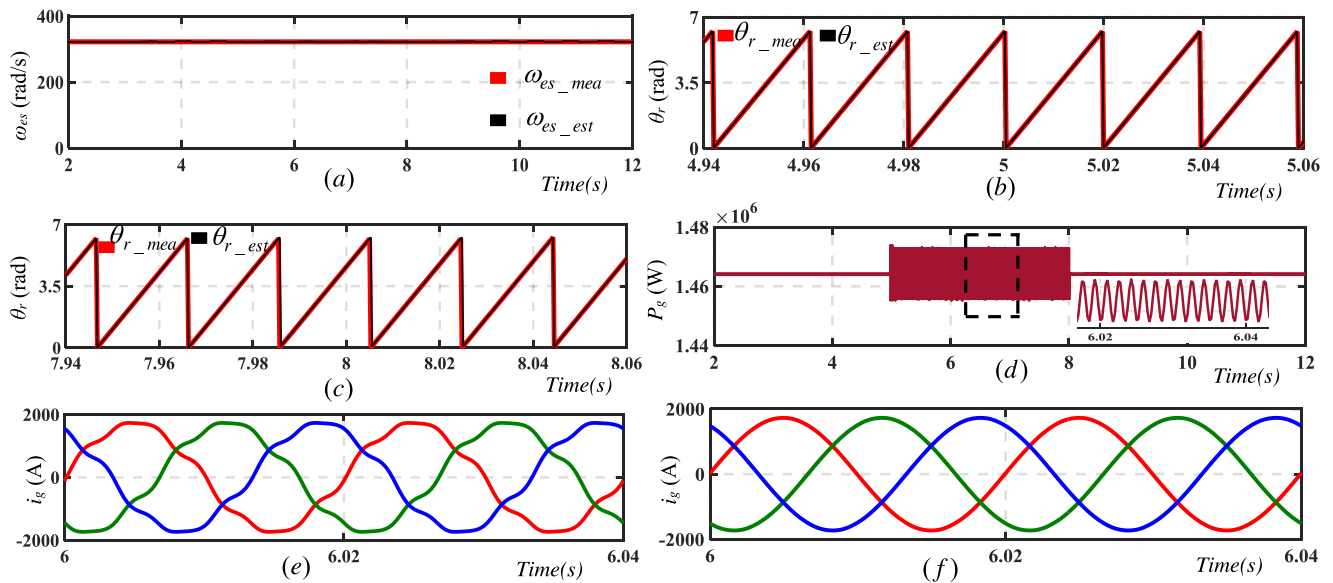 400
200
0
ω_es (rad/s)
ω_es_mea
ω_es_est
2 4 6 8 10 12
(a)
Time(s)
7
3.5
0
θ_r (rad)
θ_r_mea θ_r_est
4.94 4.96 4.98 5 5.02 5.04 5.06
(b)
Time(s)
7
3.5
0
θ_r (rad)
θ_r_mea θ_r_est
7.94 7.96 7.98 8 8.02 8.04 8.06
(c)
Time(s)
×10⁶
1.48
1.46
1.44
P_g (W)
6.02 6.04
2 4 6 8 10 12
(d)
Time(s)
2000
0
-2000
i_g (A)
6 6.02 6.04
(e)
Time(s)
2000
0
-2000
i_g (A)
6 6.02 6.04
(f)
Time(s)